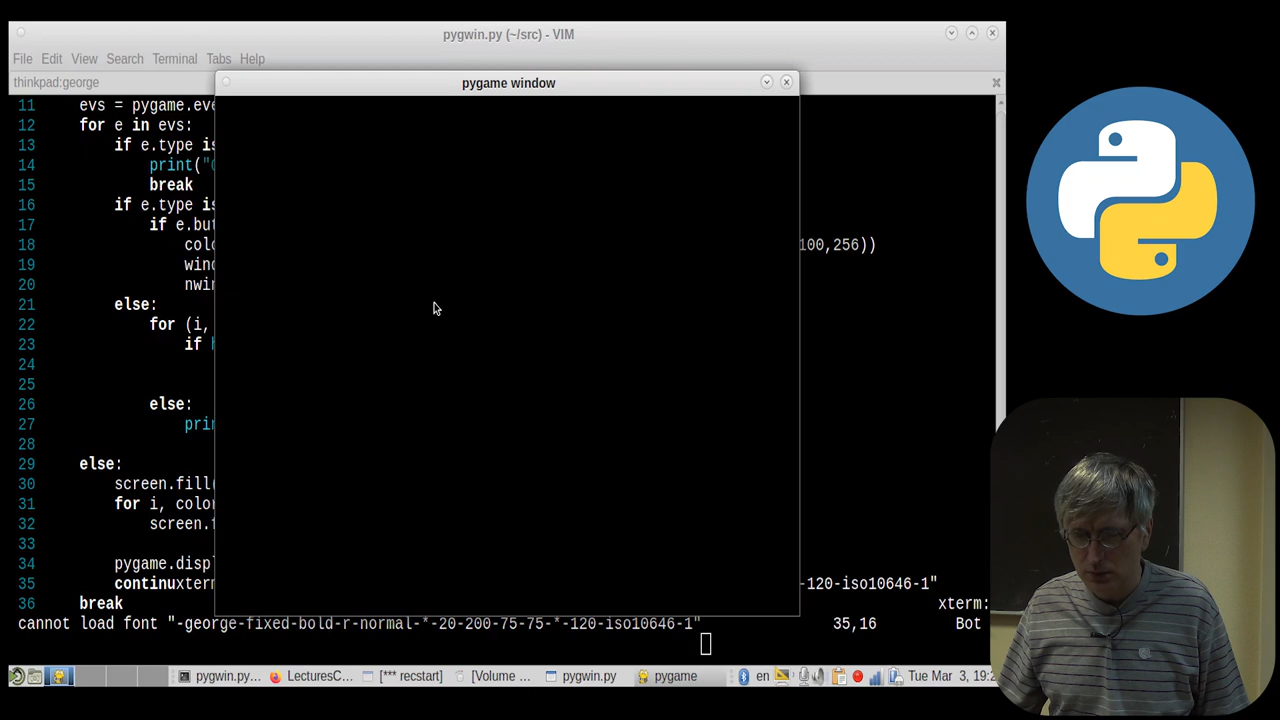 pygwin.py (~/src) - VIM
File Edit View Search Terminal Tabs Help
thinkpad:george
pygame window
11 evs = pygame.eve
12 for e in evs:
13 if e.type is
14 print("
15 break
16 if e.type is
17 if e.but
18 colo 100,256))
19 wind
20 nwin
21 else:
22 for (i,
23 if h
24
25
26 else:
27 prin
28
29 else:
30 screen.fill(
31 for i, color
32 screen.f
33
34 pygame.displ
35 continuxterm -120-iso10646-1"
36 break xterm:
cannot load font "-george-fixed-bold-r-normal-*-20-200-75-75-*-120-iso10646-1" 35,16 Bot
pygwin.py... LecturesC... [*** recstart] [Volume ... pygwin.py pygame en Tue Mar 3, 19:2